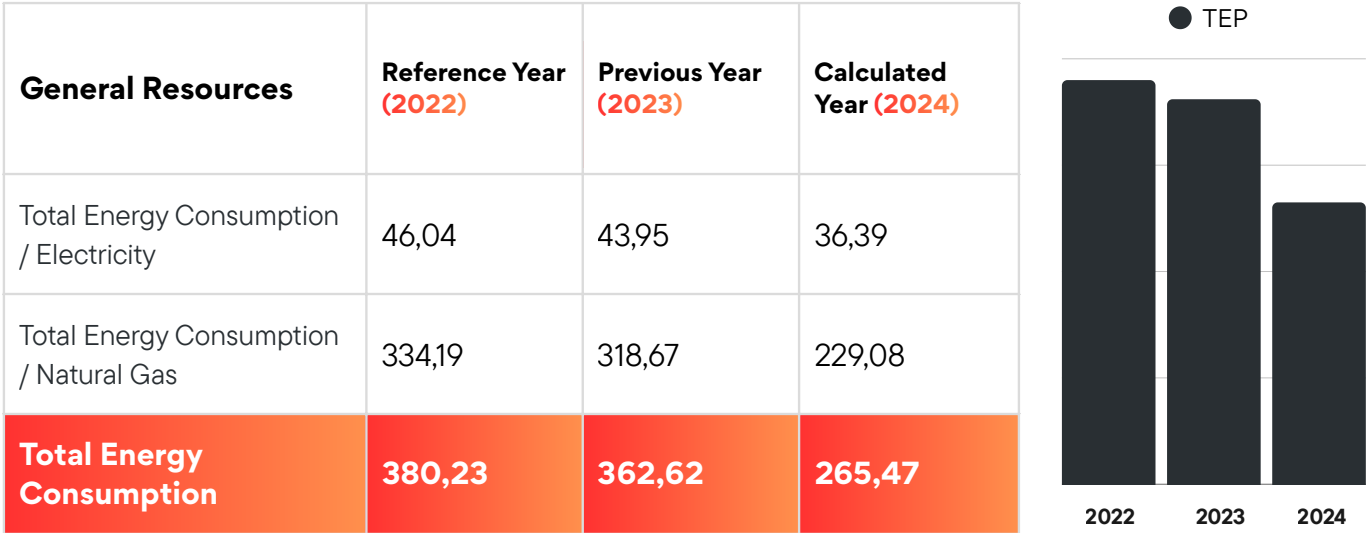 General Resources
Reference Year
(2022)
Previous Year
(2023)
Calculated
Year (2024)
Total Energy Consumption
/ Electricity
46,04
43,95
36,39
Total Energy Consumption
/ Natural Gas
334,19
318,67
229,08
Total Energy
Consumption
380,23
362,62
265,47
TEP
2022
2023
2024